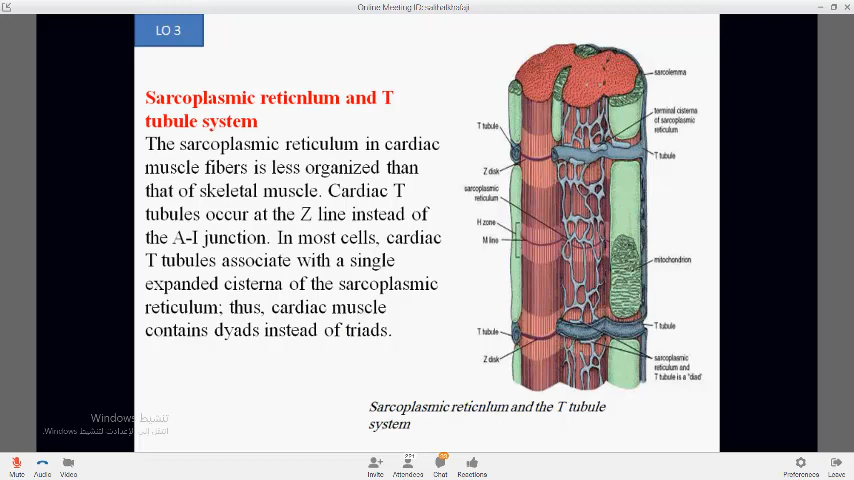 Online Meeting ID: salihalkhafaji
LO 3
Sarcoplasmic reticnlum and T
tubule system
The sarcoplasmic reticulum in cardiac
muscle fibers is less organized than
that of skeletal muscle. Cardiac T
tubules occur at the Z line instead of
the A-I junction. In most cells, cardiac
T tubules associate with a single
expanded cisterna of the sarcoplasmic
reticulum; thus, cardiac muscle
contains dyads instead of triads.
sarcolemma
terminal cisterna
of sarcoplasmic
reticulum
T tubule
T tubule
Z disk
sarcoplasmic
reticulum
H zone
M line
mitochondrion
T tubule
T tubule
Z disk
sarcoplasmic
reticulum and
T tubule is a "diad'
Sarcoplasmic reticnlum and the T tubule
system
تنشيط Windows
انتقل إلى الإعدادات لتنشيط Windows.
221
Mute
Audio
Video
Invite
Attendees
Chat
Reactions
Preferences
Leave